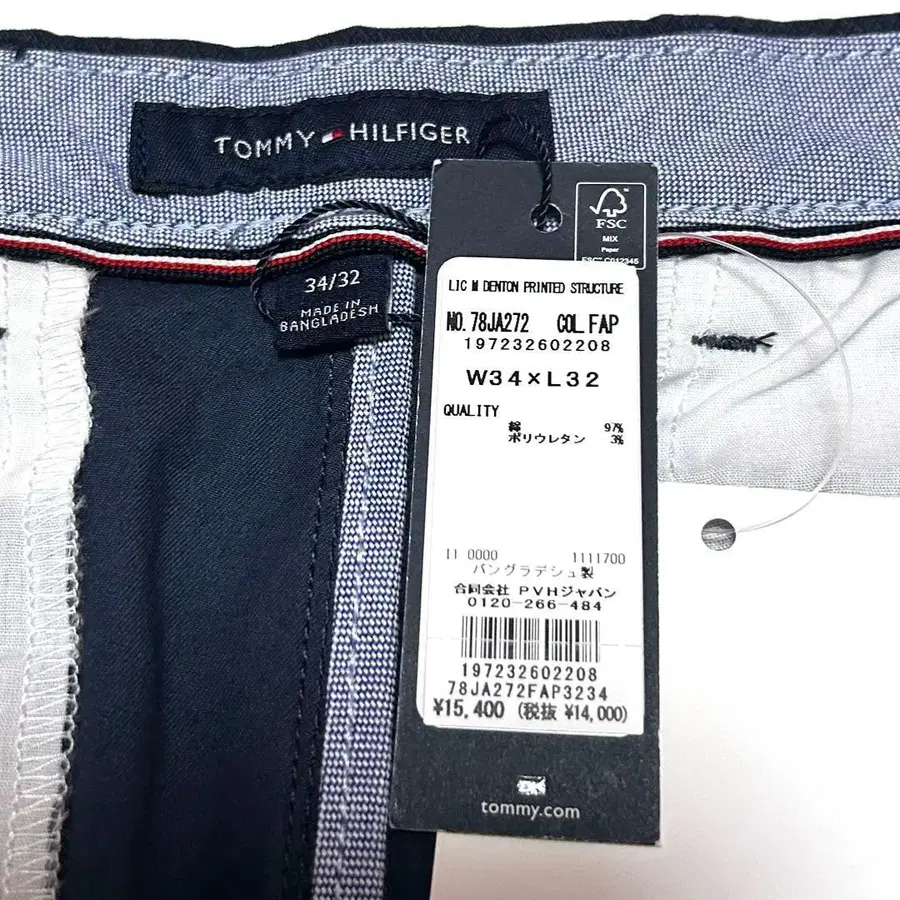 TOMMY HILFIGER
34/32
MADE IN
BANGLADESH
FSC
MIX
Paper
FSC™ C012345
LIC M DENTON PRINTED STRUCTURE
NO.78JA272 COL.FAP
197232602208
W34×L32
QUALITY
綿 97%
ポリウレタン 3%
11 0000 1111700
バングラデシュ製
合同会社 PVHジャパン
0120-266-484
197232602208
78JA272FAP3234
¥15,400 (税抜 ¥14,000)
tommy.com